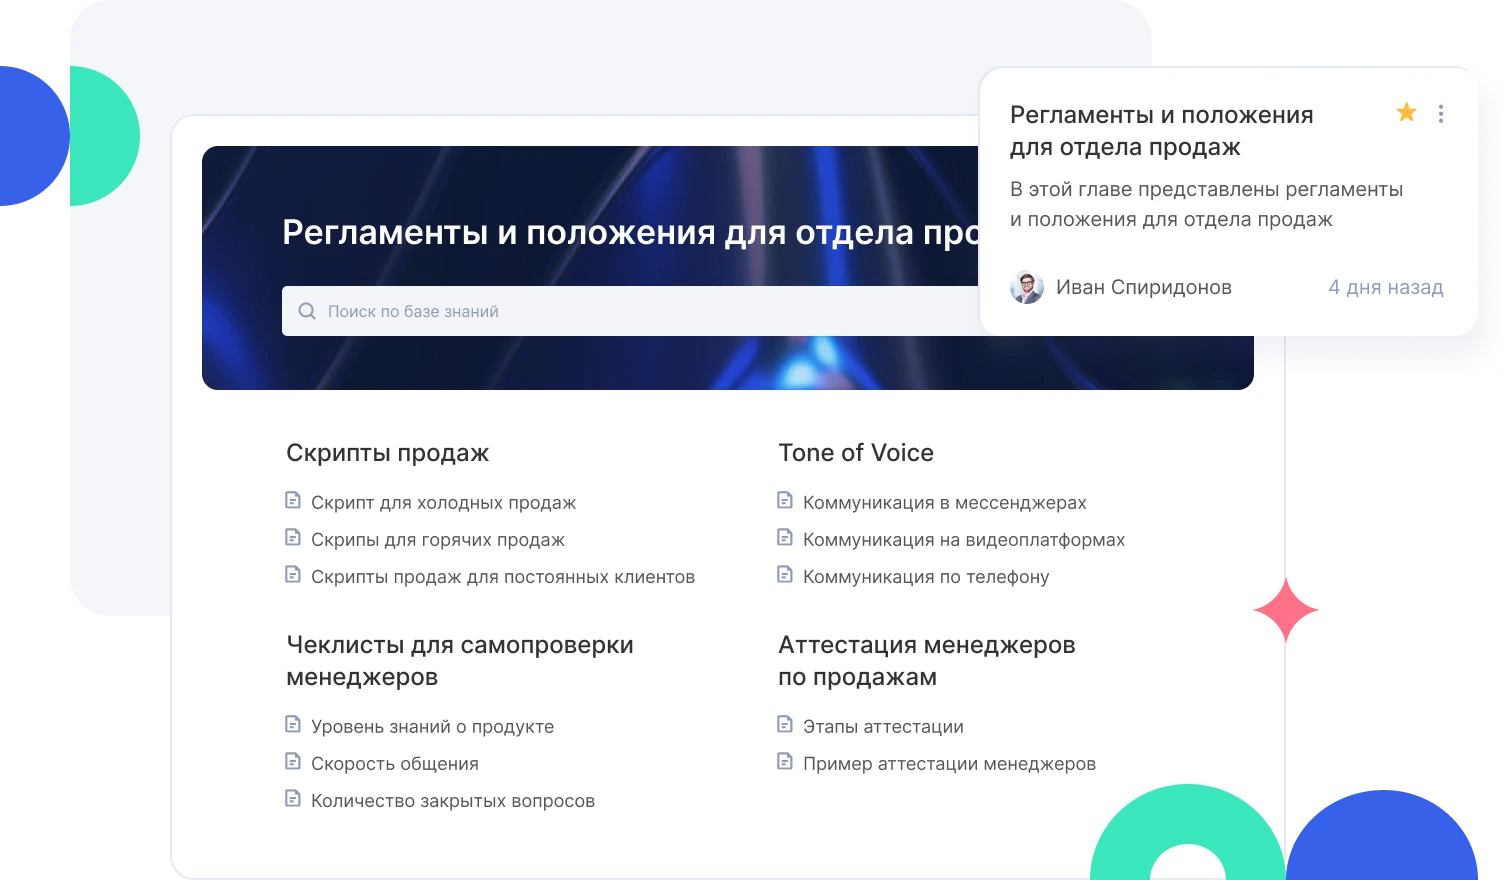 Регламенты и положения
для отдела продаж
В этой главе представлены регламенты
и положения для отдела продаж
Иван Спиридонов
4 дня назад
Регламенты и положения для отдела про
Поиск по базе знаний
Скрипты продаж
Скрипт для холодных продаж
Скрипы для горячих продаж
Скрипты продаж для постоянных клиентов
Tone of Voice
Коммуникация в мессенджерах
Коммуникация на видеоплатформах
Коммуникация по телефону
Чеклисты для самопроверки
менеджеров
Уровень знаний о продукте
Скорость общения
Количество закрытых вопросов
Аттестация менеджеров
по продажам
Этапы аттестации
Пример аттестации менеджеров